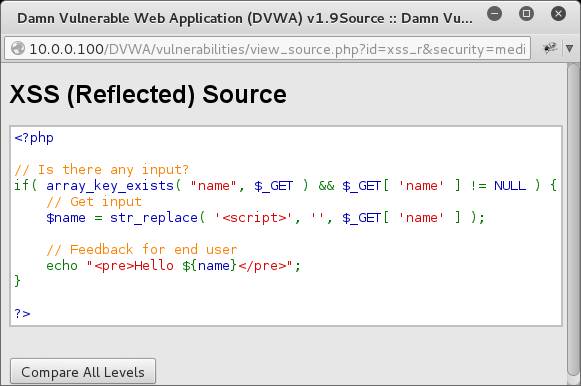 Damn Vulnerable Web Application (DVWA) v1.9Source :: Damn Vu...
10.0.0.100/DVWA/vulnerabilities/view_source.php?id=xss_r&security=medi
XSS (Reflected) Source
<?php
// Is there any input?
if( array_key_exists( "name", $_GET ) && $_GET[ 'name' ] != NULL ) {
    // Get input
    $name = str_replace( '<script>', '', $_GET[ 'name' ] );
    // Feedback for end user
    echo "<pre>Hello ${name}</pre>";
}
?>
Compare All Levels